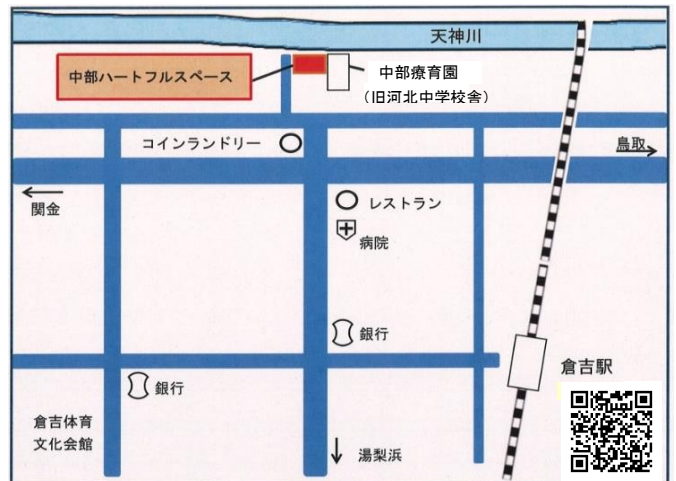 天神川
中部ハートフルスペース
中部療育園
(旧河北中学校舎)
コインランドリー
鳥取
関金
レストラン
病院
銀行
倉吉駅
銀行
倉吉体育
文化会館
湯梨浜